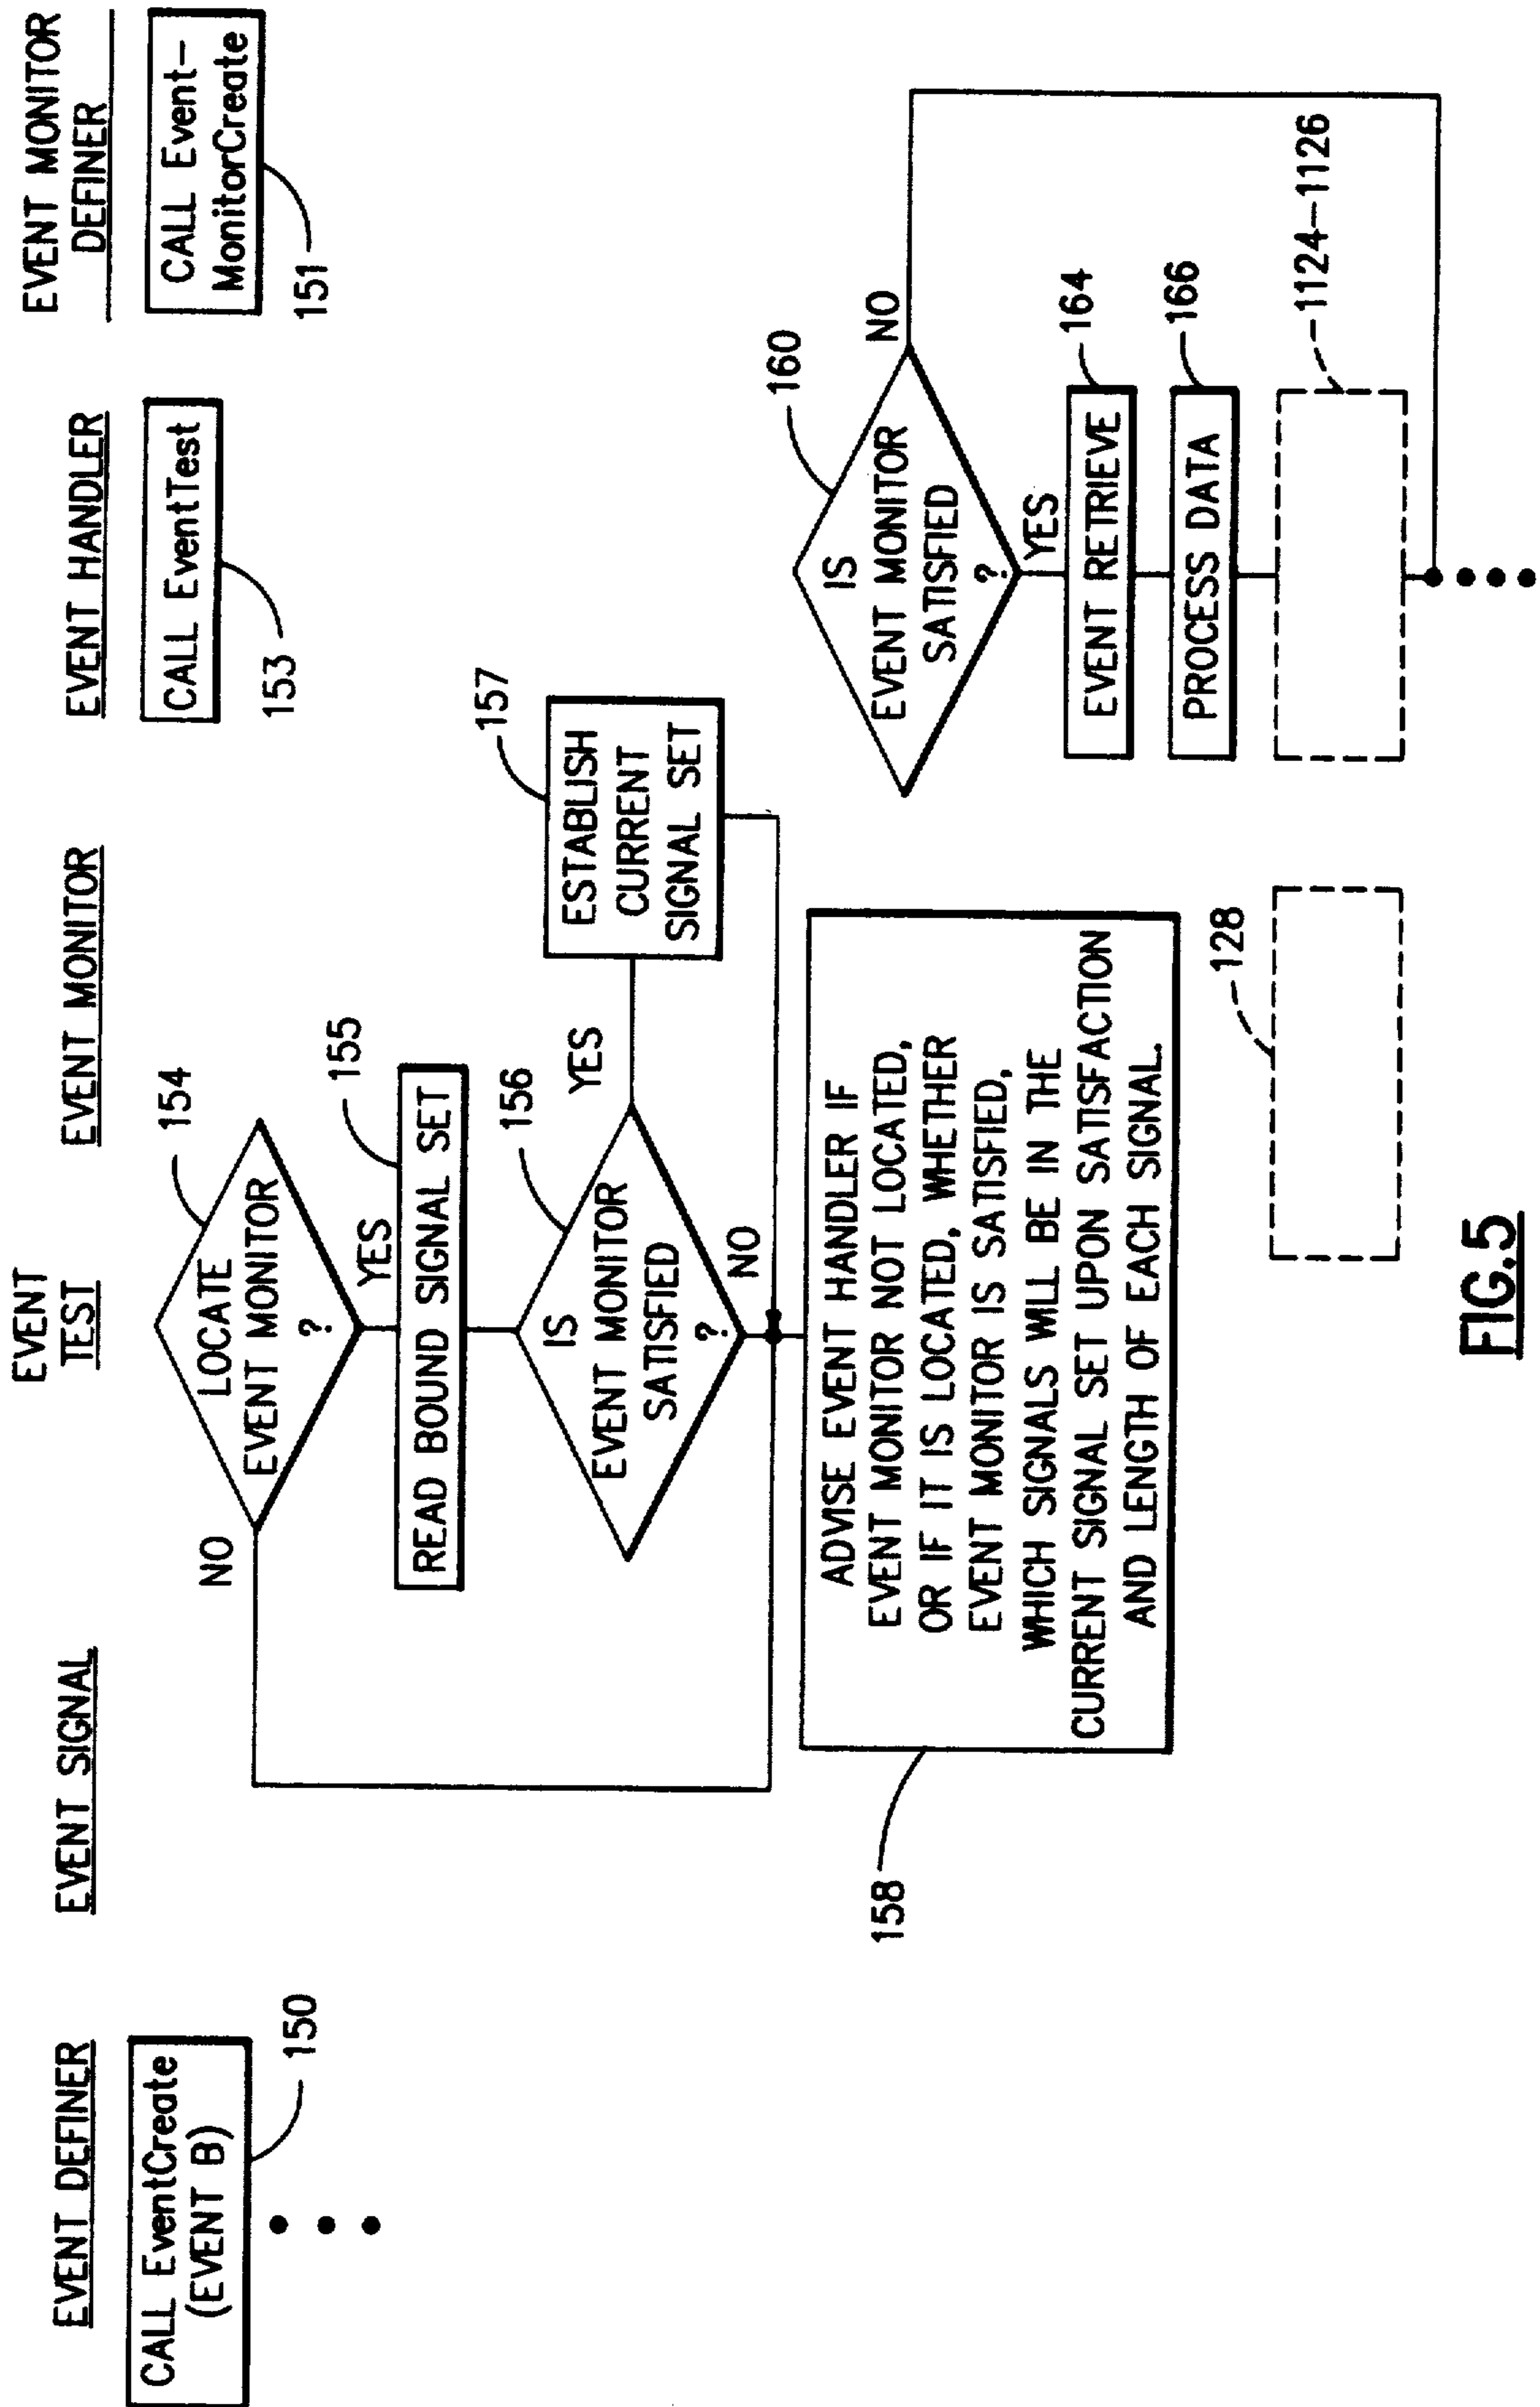 EVENT DEFINER
CALL EventCreate
(EVENT B)
150
EVENT SIGNAL
EVENT
TEST
LOCATE
EVENT MONITOR
?
154
NO
YES
READ BOUND SIGNAL SET
155
IS
EVENT MONITOR
SATISFIED
?
156
YES
NO
ESTABLISH
CURRENT
SIGNAL SET
157
ADVISE EVENT HANDLER IF
EVENT MONITOR NOT LOCATED,
OR IF IT IS LOCATED, WHETHER
EVENT MONITOR IS SATISFIED,
WHICH SIGNALS WILL BE IN THE
CURRENT SIGNAL SET UPON SATISFACTION
AND LENGTH OF EACH SIGNAL.
158
EVENT MONITOR
128
EVENT HANDLER
CALL EventTest
153
IS
EVENT MONITOR
SATISFIED
?
160
NO
YES
EVENT RETRIEVE
164
PROCESS DATA
166
1124-1126
EVENT MONITOR
DEFINER
CALL Event-
MonitorCreate
151
FIG.5